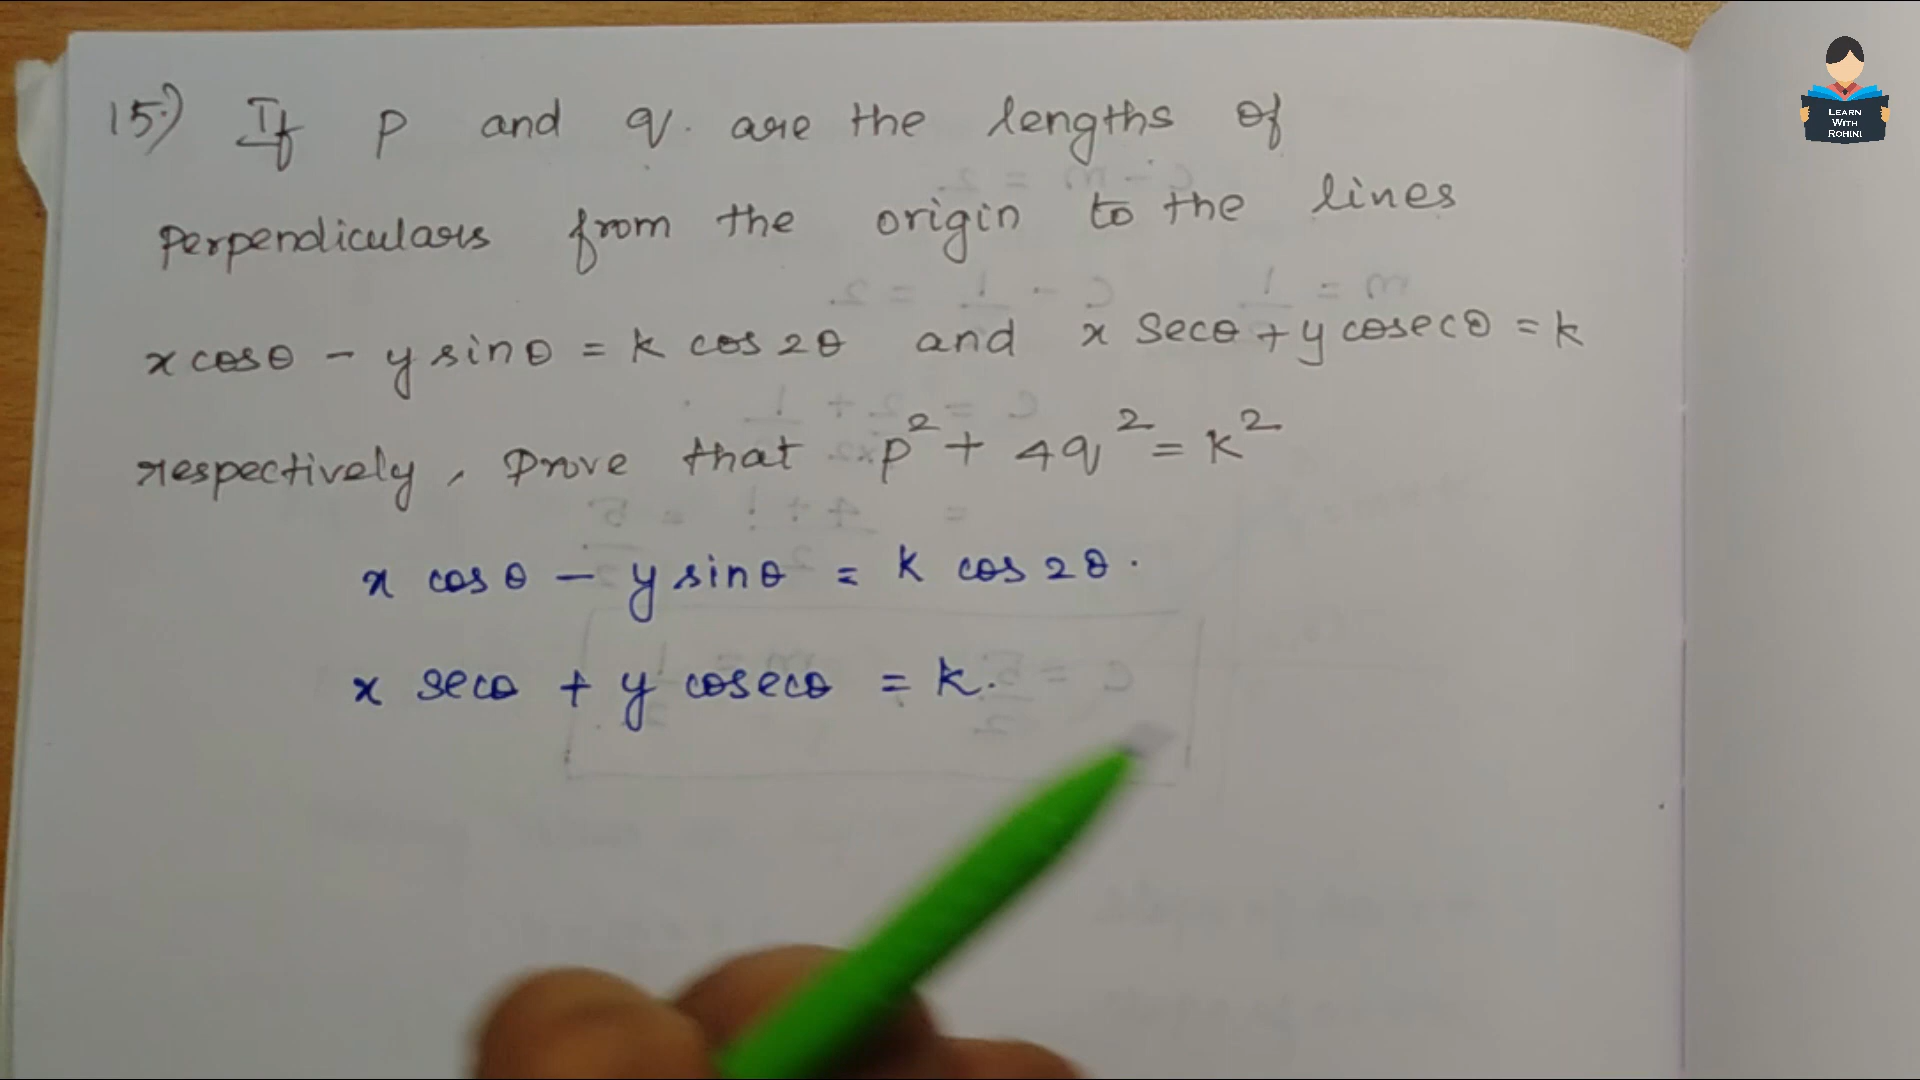 15.) If p and q are the lengths of
perpendiculars from the origin to the lines
x cosθ - y sinθ = k cos 2θ and x secθ + y cosecθ = k
respectively, Prove that p² + 4q² = k²
x cosθ - y sinθ = k cos 2θ.
x secθ + y cosecθ = k.
LEARN
WITH
ROHINI